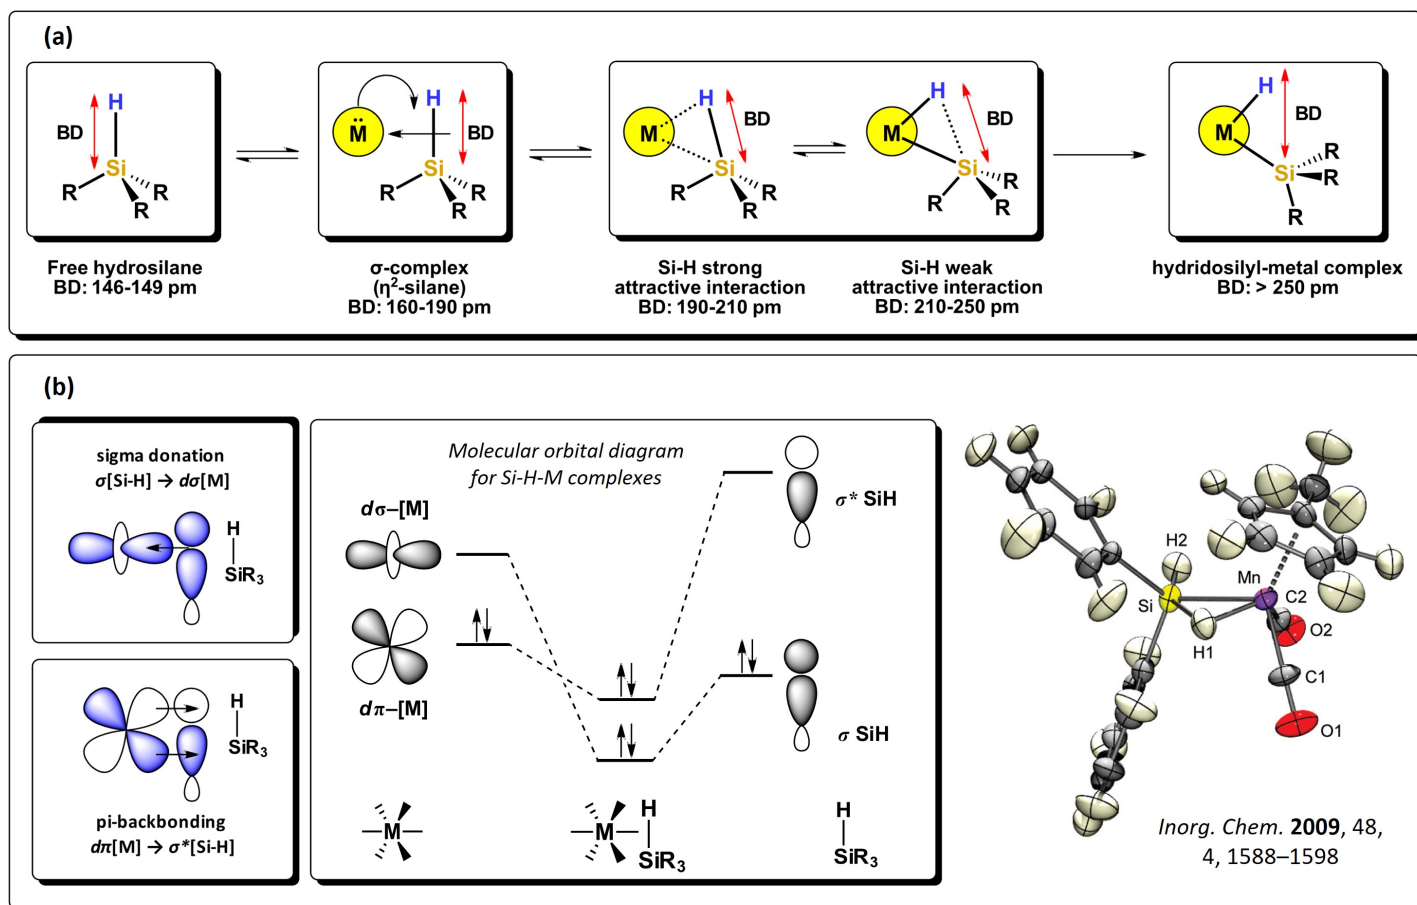 (a)
H
BD
Si
R
R
R
Free hydrosilane
BD: 146-149 pm
M
H
BD
Si
R
R
R
σ-complex
(η²-silane)
BD: 160-190 pm
M
H
BD
Si
R
R
R
Si-H strong
attractive interaction
BD: 190-210 pm
M
H
BD
Si
R
R
R
Si-H weak
attractive interaction
BD: 210-250 pm
H
M
BD
Si
R
R
R
hydridosilyl-metal complex
BD: > 250 pm
(b)
sigma donation
σ[Si-H] → dσ[M]
H
SiR₃
H
SiR₃
pi-backbonding
dπ[M] → σ*[Si-H]
Molecular orbital diagram
for Si-H-M complexes
dσ–[M]
dπ–[M]
σ* SiH
σ SiH
M
M
H
SiR₃
H
SiR₃
H2
Si
H1
Mn
C2
O2
C1
O1
Inorg. Chem. 2009, 48,
4, 1588–1598